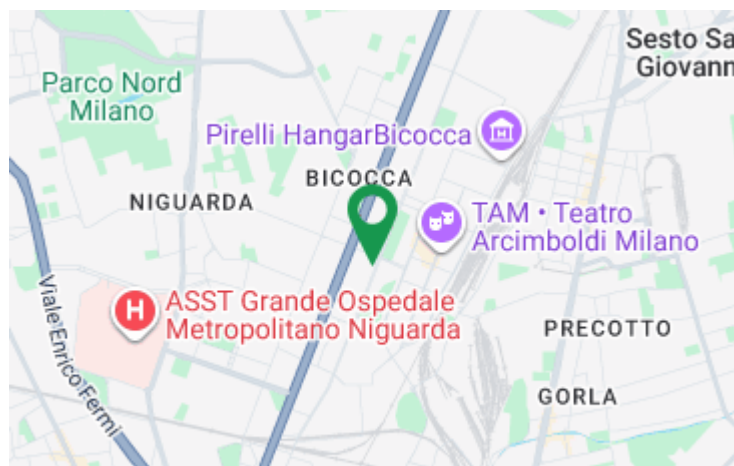 Sesto Sa
Giovann
Parco Nord
Milano
Pirelli HangarBicocca
BICOCCA
NIGUARDA
TAM • Teatro
Arcimboldi Milano
H
ASST Grande Ospedale
Metropolitano Niguarda
Viale Enrico Fermi
PRECOTTO
GORLA